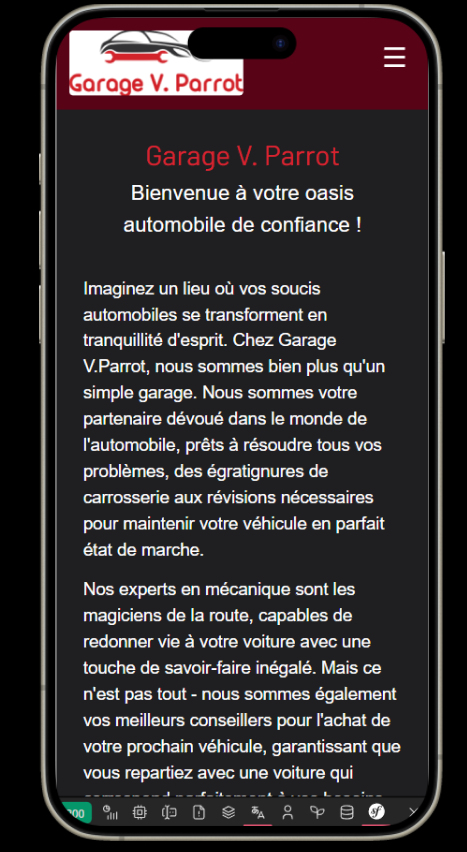 Garage V. Parrot
Garage V. Parrot
Bienvenue à votre oasis
automobile de confiance !
Imaginez un lieu où vos soucis
automobiles se transforment en
tranquillité d'esprit. Chez Garage
V.Parrot, nous sommes bien plus qu'un
simple garage. Nous sommes votre
partenaire dévoué dans le monde de
l'automobile, prêts à résoudre tous vos
problèmes, des égratignures de
carrosserie aux révisions nécessaires
pour maintenir votre véhicule en parfait
état de marche.
Nos experts en mécanique sont les
magiciens de la route, capables de
redonner vie à votre voiture avec une
touche de savoir-faire inégalé. Mais ce
n'est pas tout - nous sommes également
vos meilleurs conseillers pour l'achat de
votre prochain véhicule, garantissant que
vous repartiez avec une voiture qui